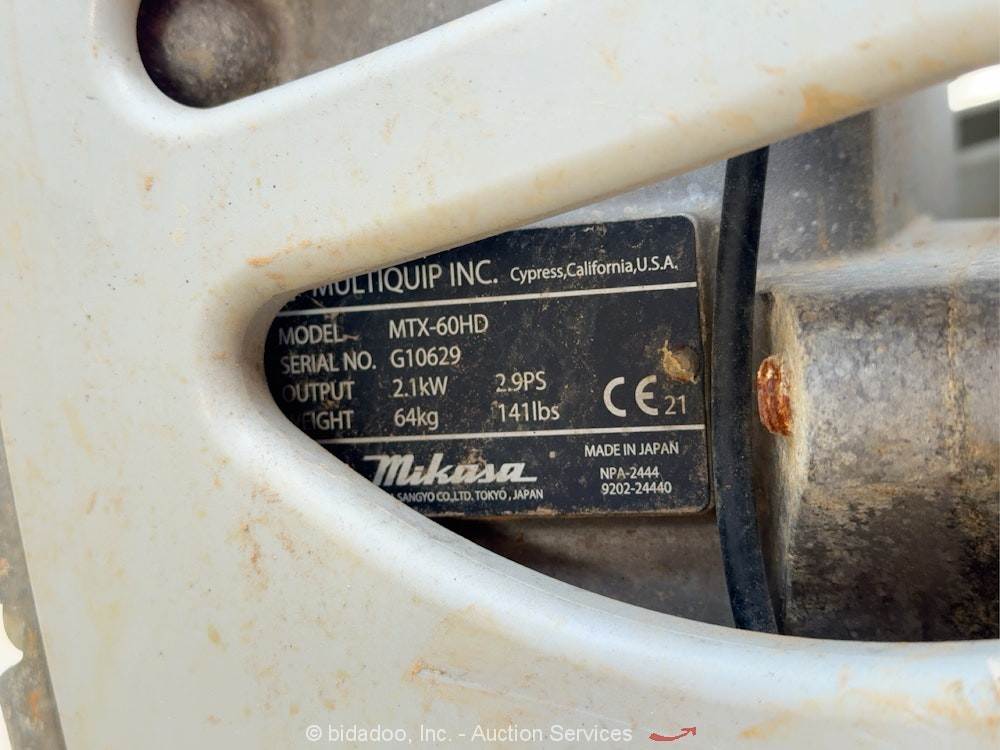 MULTIQUIP INC. Cypress,California,U.S.A.
MODEL MTX-60HD
SERIAL NO. G10629
OUTPUT 2.1kW 2.9PS
WEIGHT 64kg 141lbs
CE 21
Mikasa MADE IN JAPAN
SANGYO CO.,LTD. TOKYO, JAPAN NPA-2444
9202-24440
© bidadoo, Inc. - Auction Services